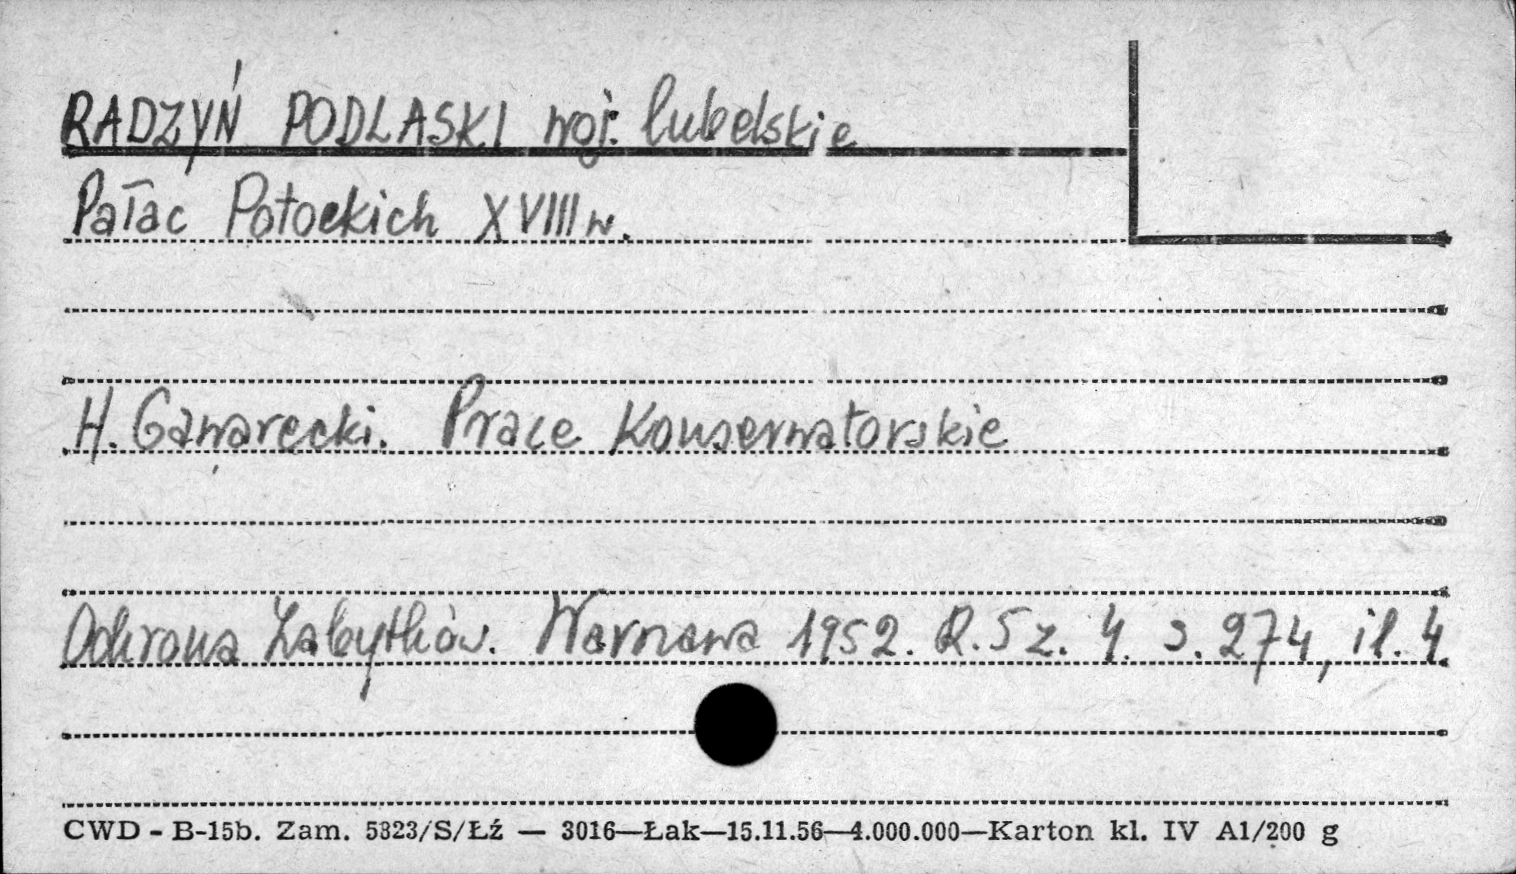 RADZYŃ PODLASKI woj. lubelskie
Pałac Potockich XVIII w.
H. Gawarecki. Prace Konserwatorskie
Ochrona Zabytków. Warszawa 1952. R. 5 z. 4. s. 274, il. 4.
CWD - B-15b. Zam. 5323/S/Łź — 3016—Łak—15.11.56—4.000.000—Karton kl. IV A1/200 g